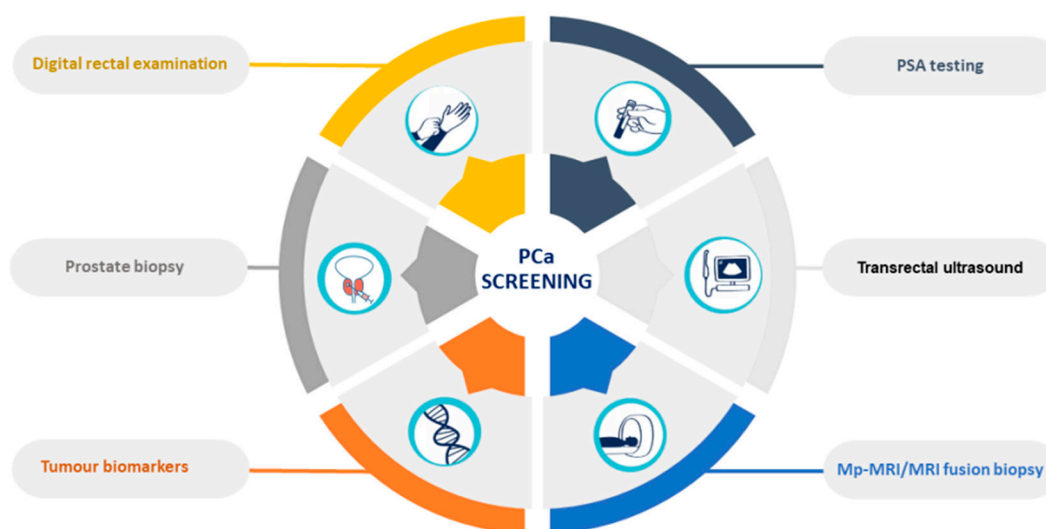 Digital rectal examination
PSA testing
Prostate biopsy
PCa
SCREENING
Transrectal ultrasound
Tumour biomarkers
Mp-MRI/MRI fusion biopsy